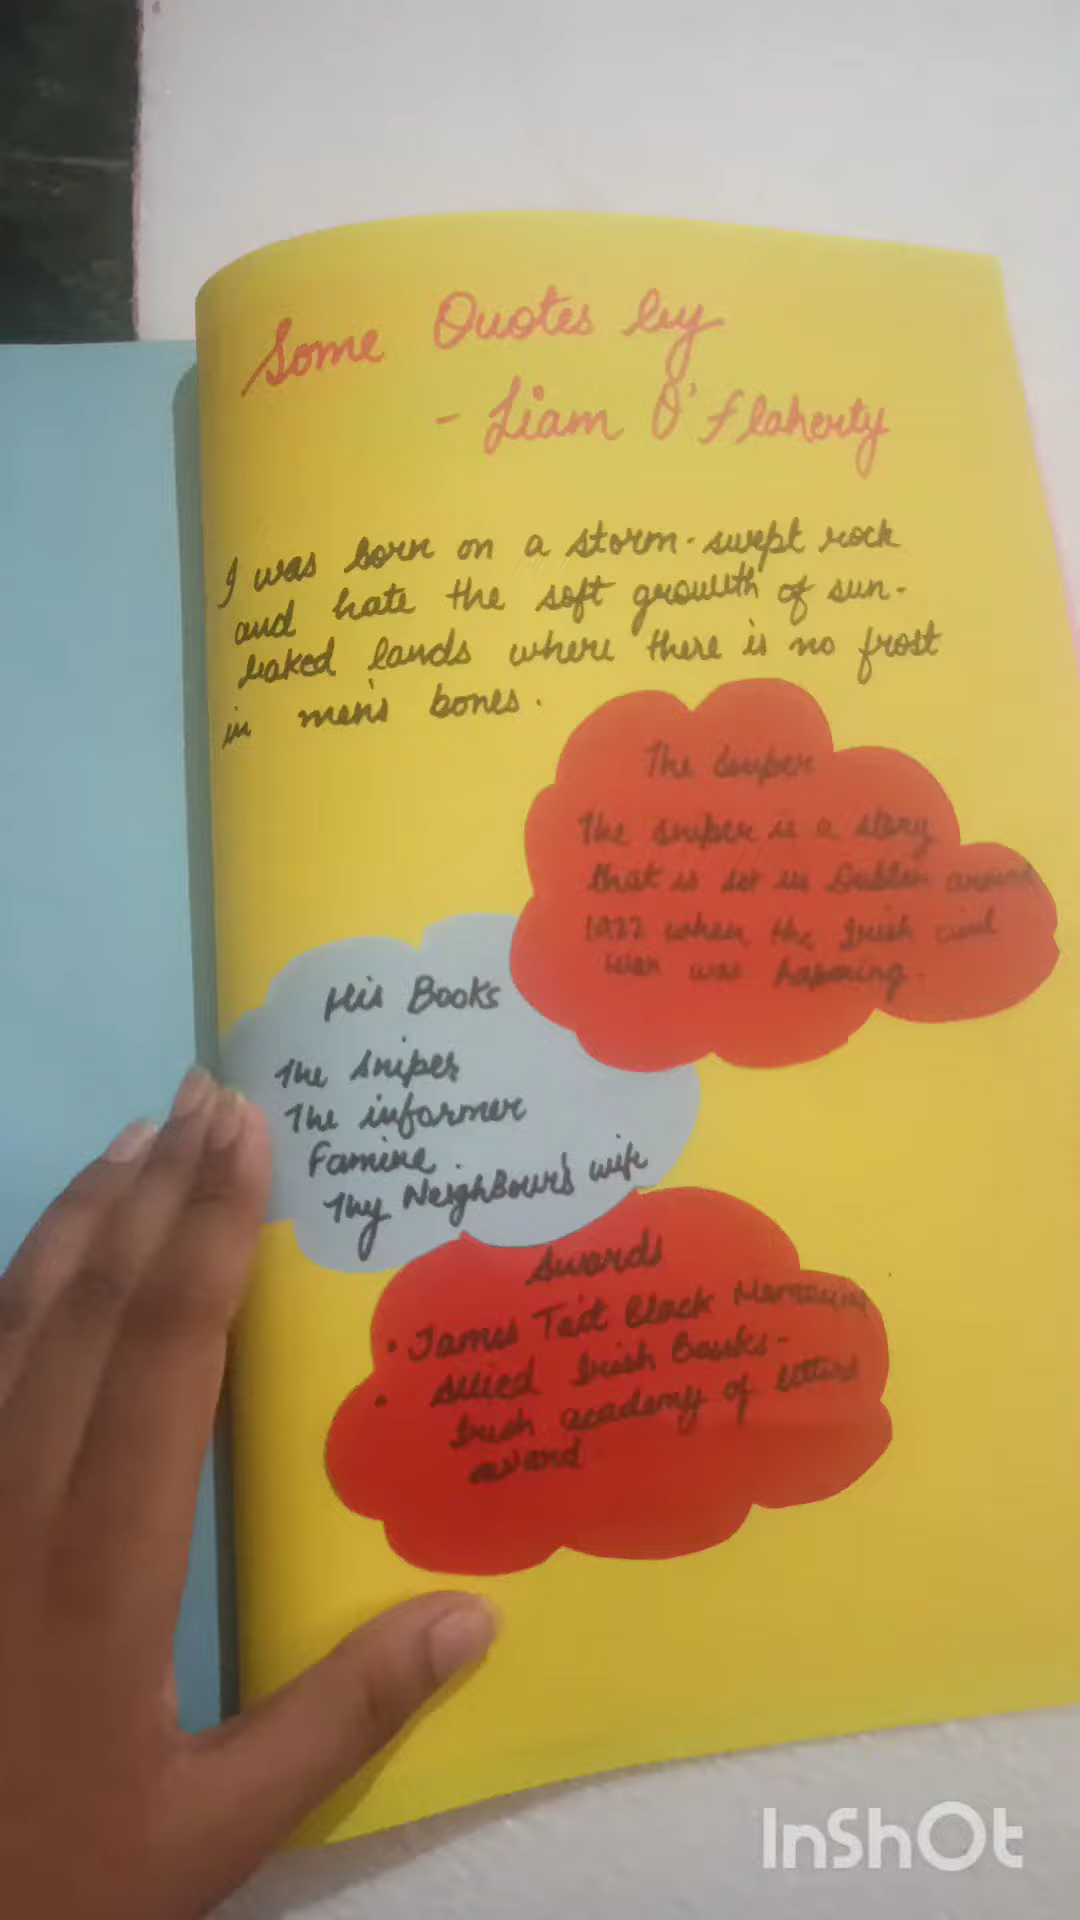 Some Quotes by
- Liam O'Flaherty
I was born on a storm-swept rock
and hate the soft growth of sun-
baked lands where there is no frost
in men's bones.
The Sniper
The sniper is a story
that is set in Dublin around
1922 when the Irish civil
war was happning.
His Books
The Sniper
The informer
Famine
Thy NeighBour's wife
Awards
• James Tait Black Memorial
• Allied Irish Banks-
Irish academy of letters
award
InShOt